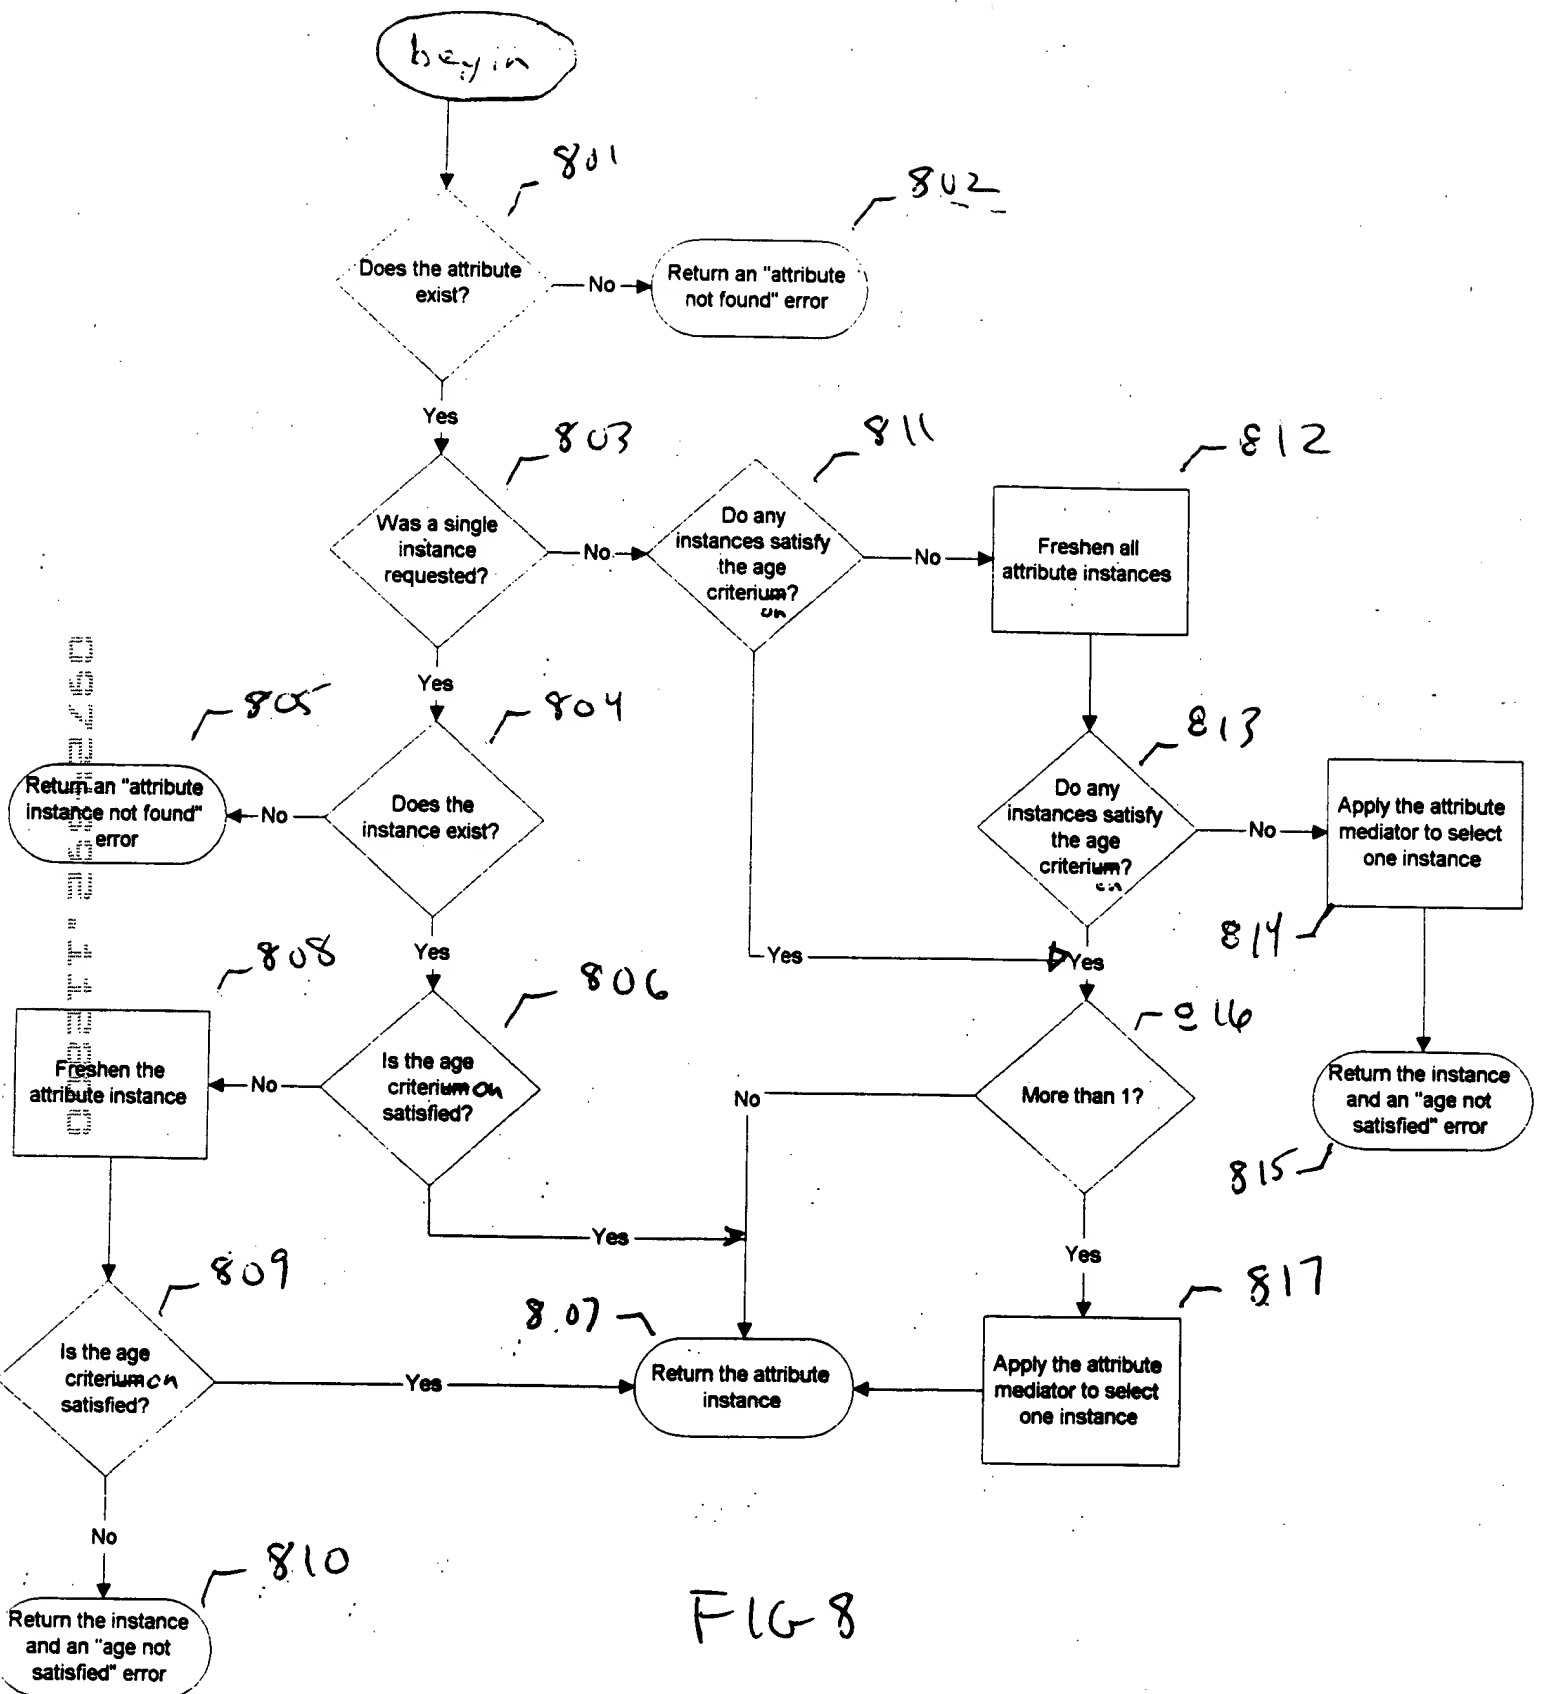 begin
801
802
Does the attribute
exist?
No
Return an "attribute
not found" error
Yes
803
811
812
Was a single
instance
requested?
No
Do any
instances satisfy
the age
criterium?
on
No
Freshen all
attribute instances
Yes
805
804
813
Return an "attribute
instance not found"
error
No
Does the
instance exist?
Do any
instances satisfy
the age
criterium?
on
No
Apply the attribute
mediator to select
one instance
814
Yes
Yes
Yes
808
806
816
Freshen the
attribute instance
No
Is the age
criterium on
satisfied?
No
More than 1?
Return the instance
and an "age not
satisfied" error
815
Yes
Yes
809
807
817
Is the age
criterium on
satisfied?
Yes
Return the attribute
instance
Apply the attribute
mediator to select
one instance
No
810
Return the instance
and an "age not
satisfied" error
FIG 8